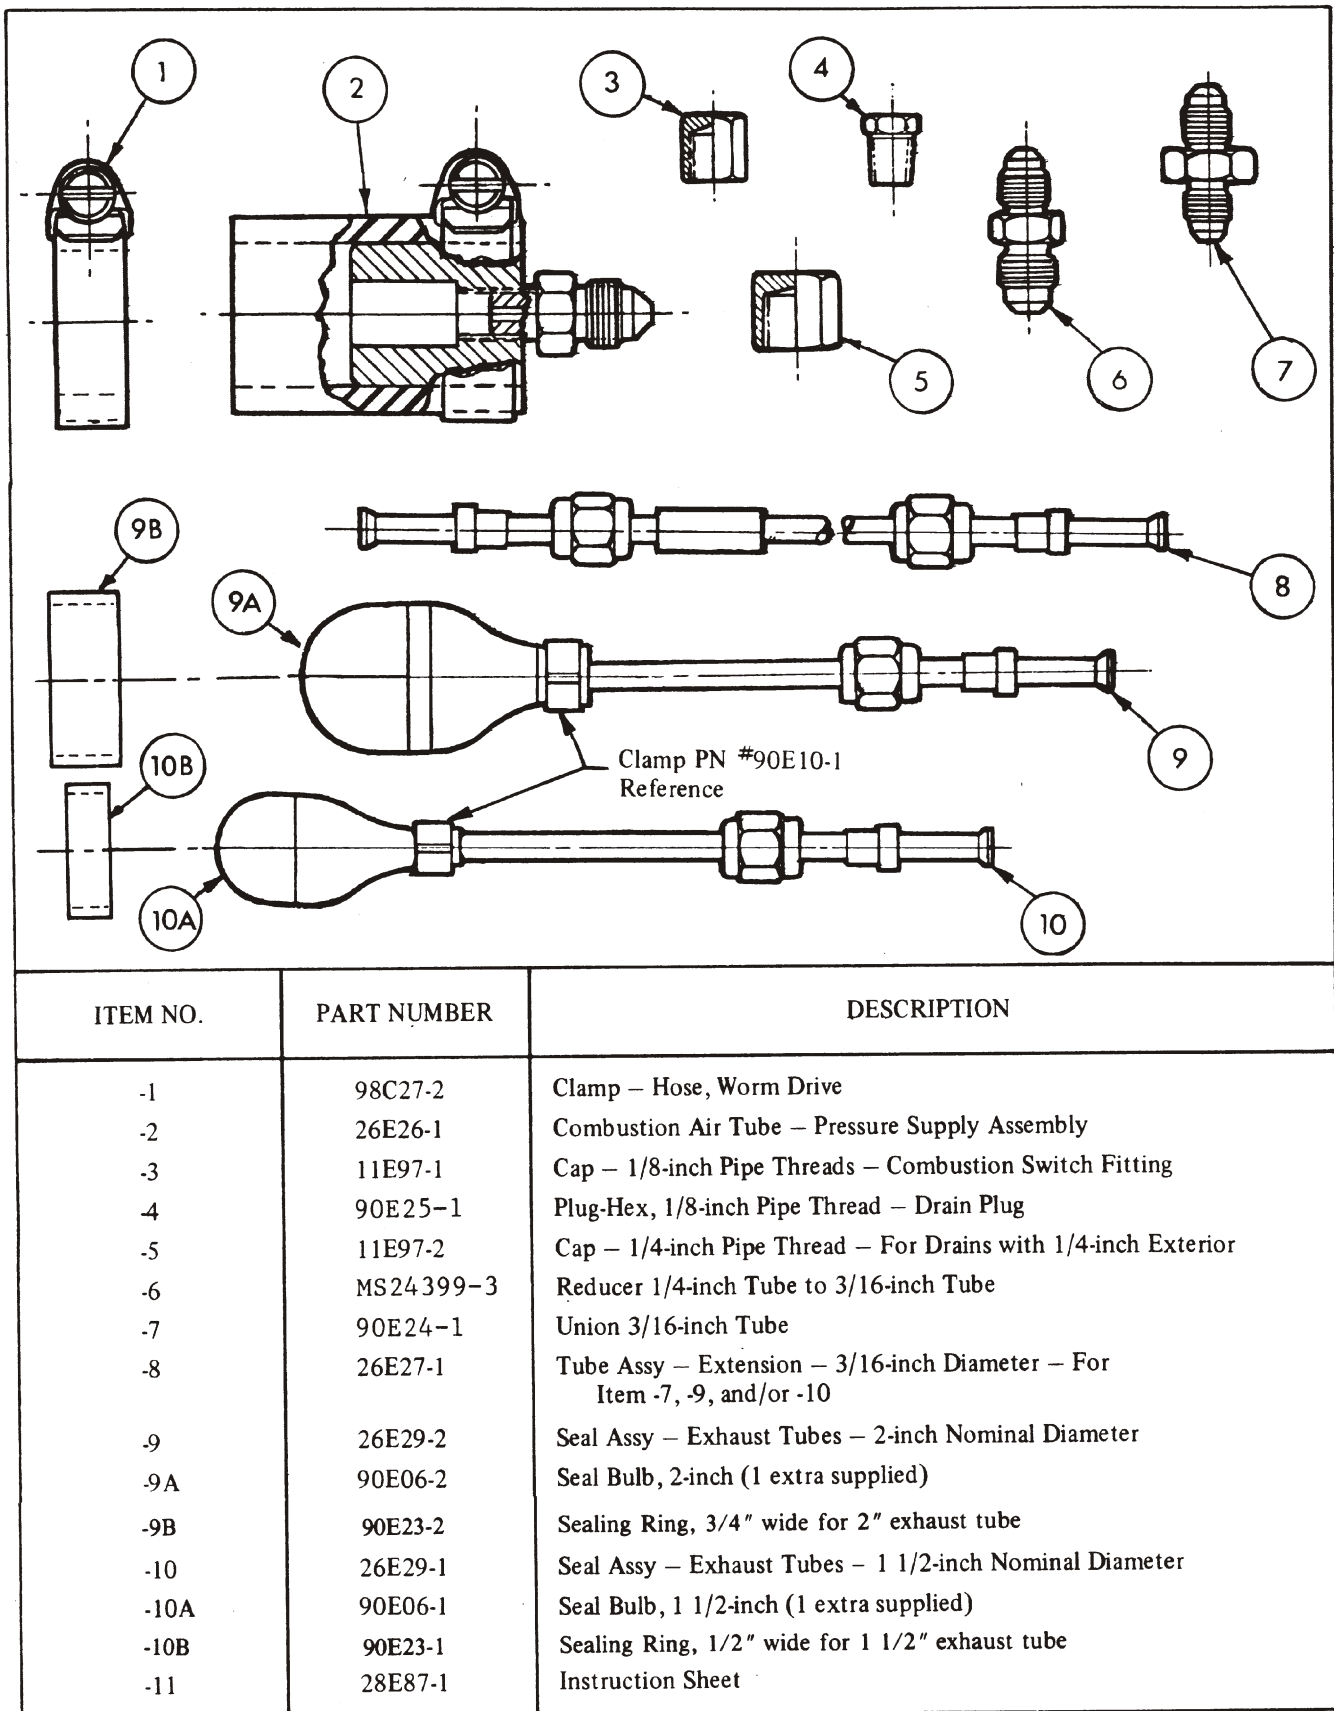 1
2
3
4
5
6
7
8
9B
9A
9
Clamp PN #90E10-1
Reference
10B
10A
10
ITEM NO. PART NUMBER DESCRIPTION
-1 98C27-2 Clamp — Hose, Worm Drive
-2 26E26-1 Combustion Air Tube — Pressure Supply Assembly
-3 11E97-1 Cap — 1/8-inch Pipe Threads — Combustion Switch Fitting
-4 90E25-1 Plug-Hex, 1/8-inch Pipe Thread — Drain Plug
-5 11E97-2 Cap — 1/4-inch Pipe Thread — For Drains with 1/4-inch Exterior
-6 MS24399-3 Reducer 1/4-inch Tube to 3/16-inch Tube
-7 90E24-1 Union 3/16-inch Tube
-8 26E27-1 Tube Assy — Extension — 3/16-inch Diameter — For
Item -7, -9, and/or -10
-9 26E29-2 Seal Assy — Exhaust Tubes — 2-inch Nominal Diameter
-9A 90E06-2 Seal Bulb, 2-inch (1 extra supplied)
-9B 90E23-2 Sealing Ring, 3/4" wide for 2" exhaust tube
-10 26E29-1 Seal Assy — Exhaust Tubes — 1 1/2-inch Nominal Diameter
-10A 90E06-1 Seal Bulb, 1 1/2-inch (1 extra supplied)
-10B 90E23-1 Sealing Ring, 1/2" wide for 1 1/2" exhaust tube
-11 28E87-1 Instruction Sheet